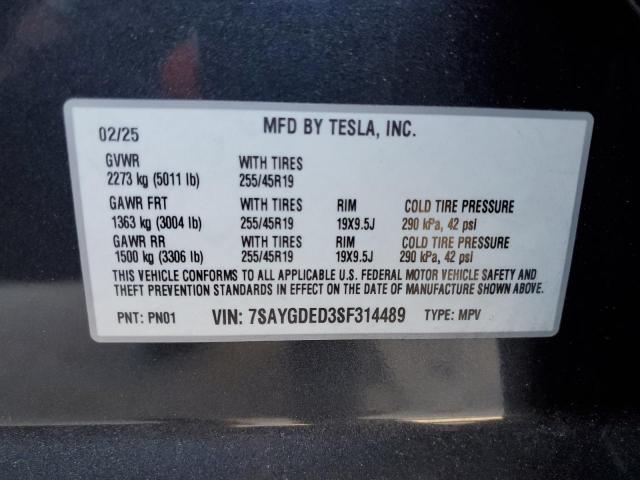 02/25 MFD BY TESLA, INC.
GVWR WITH TIRES
2273 kg (5011 lb) 255/45R19
GAWR FRT WITH TIRES RIM COLD TIRE PRESSURE
1363 kg (3004 lb) 255/45R19 19X9.5J 290 kPa, 42 psi
GAWR RR WITH TIRES RIM COLD TIRE PRESSURE
1500 kg (3306 lb) 255/45R19 19X9.5J 290 kPa, 42 psi
THIS VEHICLE CONFORMS TO ALL APPLICABLE U.S. FEDERAL MOTOR VEHICLE SAFETY AND
THEFT PREVENTION STANDARDS IN EFFECT ON THE DATE OF MANUFACTURE SHOWN ABOVE.
PNT: PN01 VIN: 7SAYGDED3SF314489 TYPE: MPV